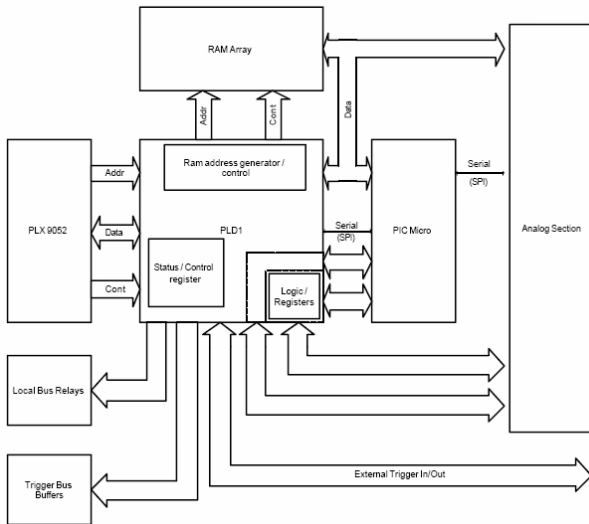 RAM Array
Addr
Cont
Data
Ram address generator /
control
PLX 9052
Addr
Data
Cont
PLD1
Status / Control
register
Logic /
Registers
Serial
(SPI)
PIC Micro
Serial
(SPI)
Analog Section
Local Bus Relays
Trigger Bus
Buffers
External Trigger In/Out